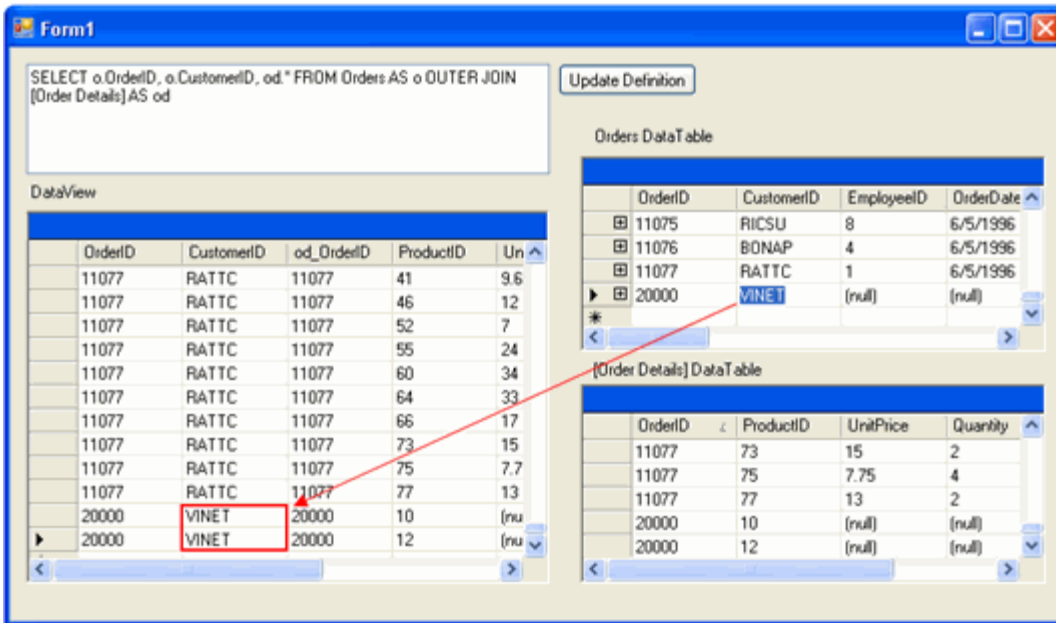 Form1
SELECT o.OrderID, o.CustomerID, od.* FROM Orders AS o OUTER JOIN
[Order Details] AS od
Update Definition
DataView
OrderID CustomerID od_OrderID ProductID Un
11077 RATTC 11077 41 9.6
11077 RATTC 11077 46 12
11077 RATTC 11077 52 7
11077 RATTC 11077 55 24
11077 RATTC 11077 60 34
11077 RATTC 11077 64 33
11077 RATTC 11077 66 17
11077 RATTC 11077 73 15
11077 RATTC 11077 75 7.7
11077 RATTC 11077 77 13
20000 VINET 20000 10 (nu
20000 VINET 20000 12 (nu
Orders DataTable
OrderID CustomerID EmployeeID OrderDate
11075 RICSU 8 6/5/1996
11076 BONAP 4 6/5/1996
11077 RATTC 1 6/5/1996
20000 VINET (null) (null)
[Order Details] DataTable
OrderID ProductID UnitPrice Quantity
11077 73 15 2
11077 75 7.75 4
11077 77 13 2
20000 10 (null) (null)
20000 12 (null) (null)